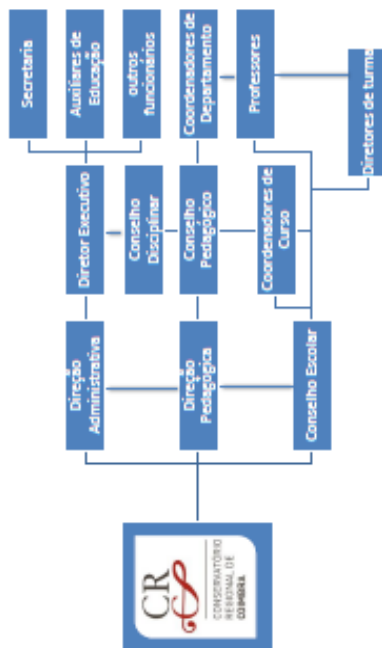 CR
CONSERVATÓRIO
REGIONAL DE
COIMBRA
Direção
Administrativa
Direção
Pedagógica
Conselho Escolar
Diretor Executivo
Conselho
Disciplinar
Conselho
Pedagógico
Coordenadores de
Curso
Secretaria
Auxiliares de
Educação
outros
funcionários
Coordenadores de
Departamento
Professores
Diretores de turma